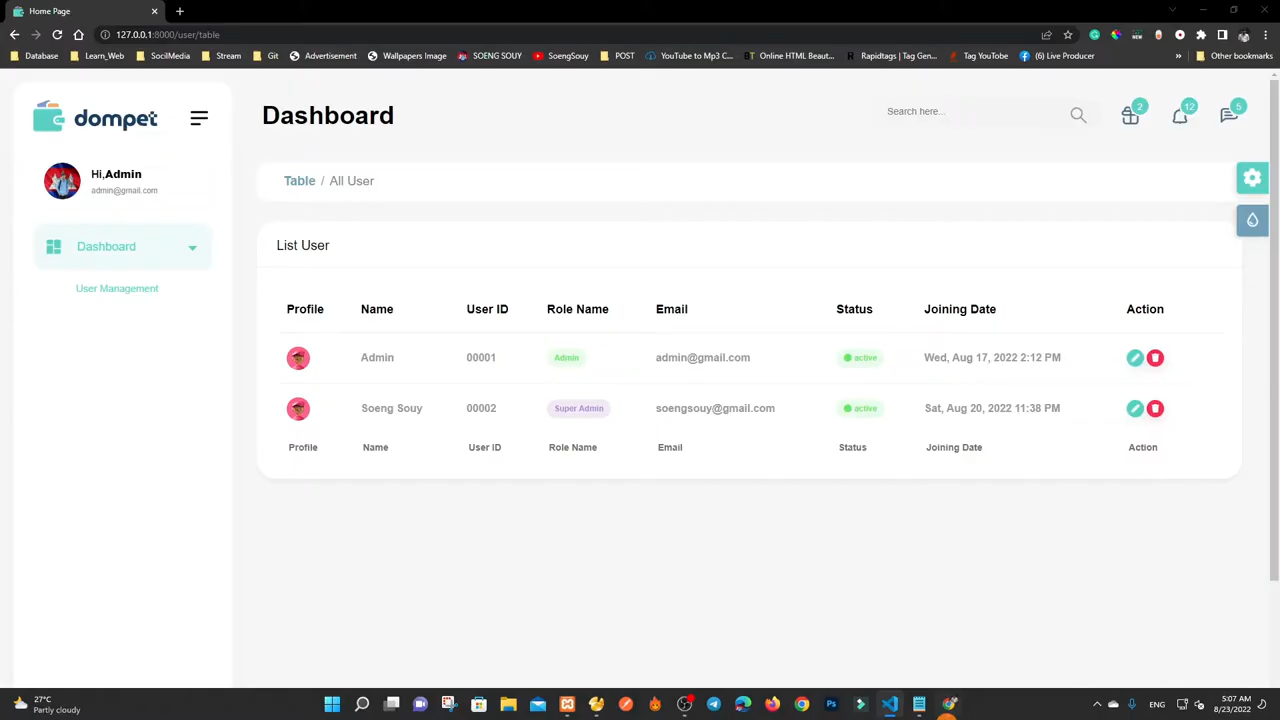 Home Page
127.0.0.1:8000/user/table
Database Learn_Web SocilMedia Stream Git Advertisement Wallpapers Image SOENG SOUY SoengSouy POST YouTube to Mp3 C... Online HTML Beaut... Rapidtags | Tag Gen... Tag YouTube (8) Live Producer » Other bookmarks
dompet
Dashboard
Search here...
2
12
5
Hi,Admin
admin@gmail.com
Table / All User
Dashboard
User Management
List User
Profile Name User ID Role Name Email Status Joining Date Action
Admin 00001 Admin admin@gmail.com active Wed, Aug 17, 2022 2:12 PM
Soeng Souy 00002 Super Admin soengsouy@gmail.com active Sat, Aug 20, 2022 11:38 PM
Profile Name User ID Role Name Email Status Joining Date Action
27°C
Partly cloudy
ENG
5:07 AM
8/23/2022